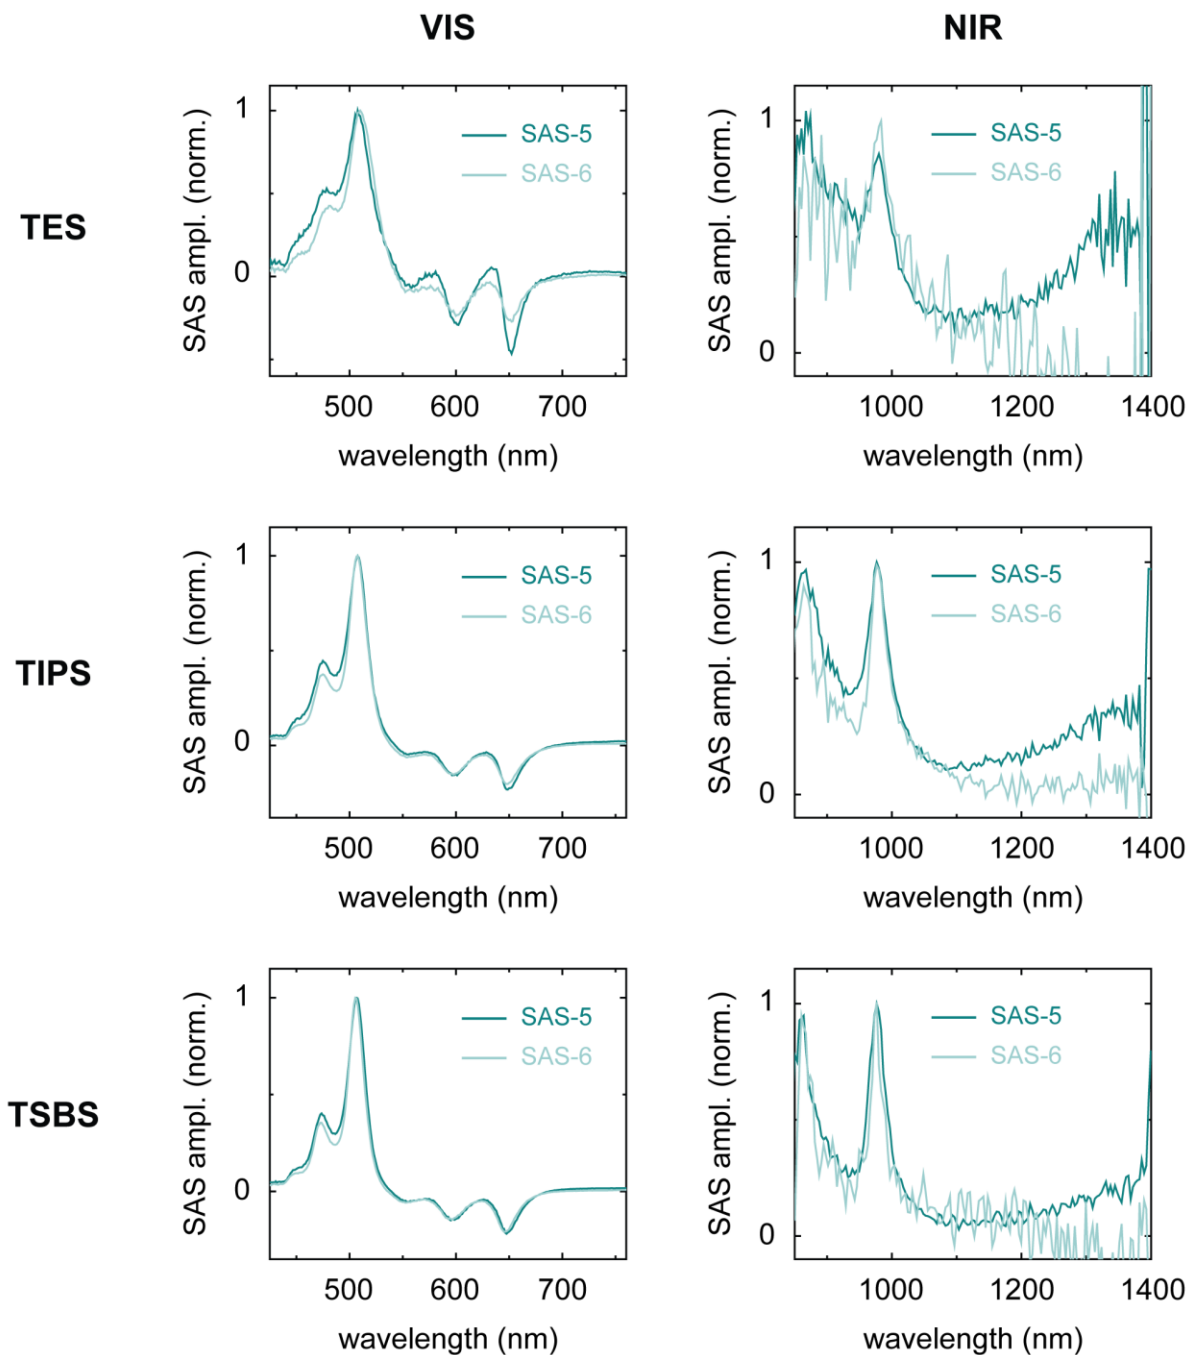 VIS
NIR
TES
SAS ampl. (norm.)
1
0
SAS-5
SAS-6
500
600
700
wavelength (nm)
SAS ampl. (norm.)
1
0
SAS-5
SAS-6
1000
1200
1400
wavelength (nm)
TIPS
SAS ampl. (norm.)
1
0
SAS-5
SAS-6
500
600
700
wavelength (nm)
SAS ampl. (norm.)
1
0
SAS-5
SAS-6
1000
1200
1400
wavelength (nm)
TSBS
SAS ampl. (norm.)
1
0
SAS-5
SAS-6
500
600
700
wavelength (nm)
SAS ampl. (norm.)
1
0
SAS-5
SAS-6
1000
1200
1400
wavelength (nm)